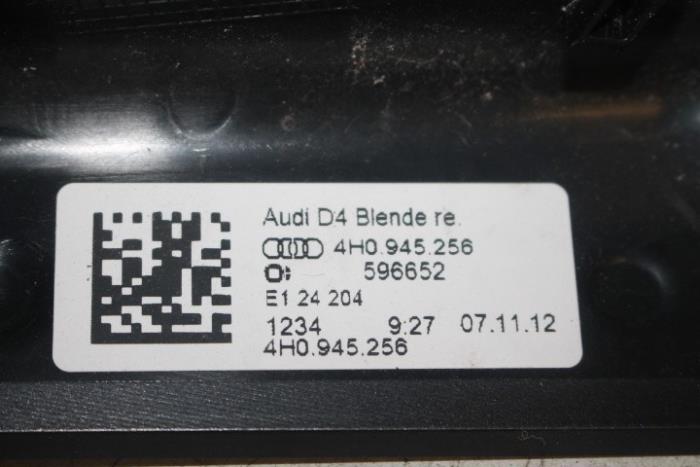 Audi D4 Blende re.
4H0.945.256
596652
E1 24 204
1234 9:27 07.11.12
4H0.945.256